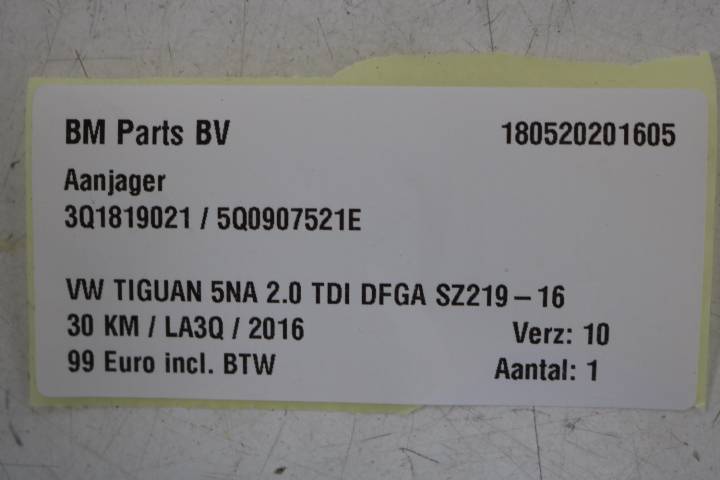 BM Parts BV 180520201605
Aanjager
3Q1819021 / 5Q0907521E
VW TIGUAN 5NA 2.0 TDI DFGA SZ219 – 16
30 KM / LA3Q / 2016 Verz: 10
99 Euro incl. BTW Aantal: 1